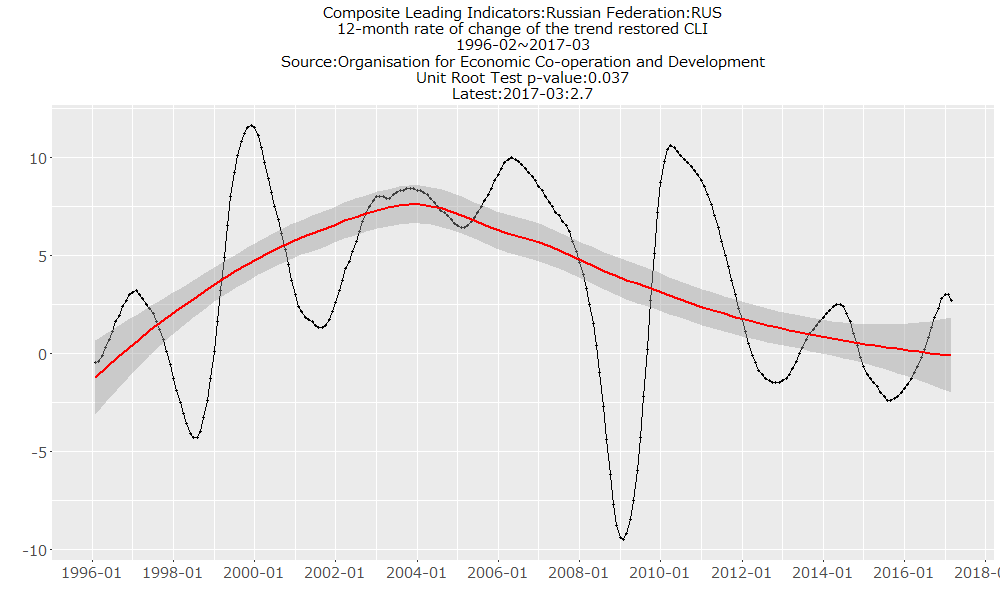 Composite Leading Indicators:Russian Federation:RUS
12-month rate of change of the trend restored CLI
1996-02~2017-03
Source:Organisation for Economic Co-operation and Development
Unit Root Test p-value:0.037
Latest:2017-03:2.7
10
5
0
-5
-10
1996-01 1998-01 2000-01 2002-01 2004-01 2006-01 2008-01 2010-01 2012-01 2014-01 2016-01 2018-0